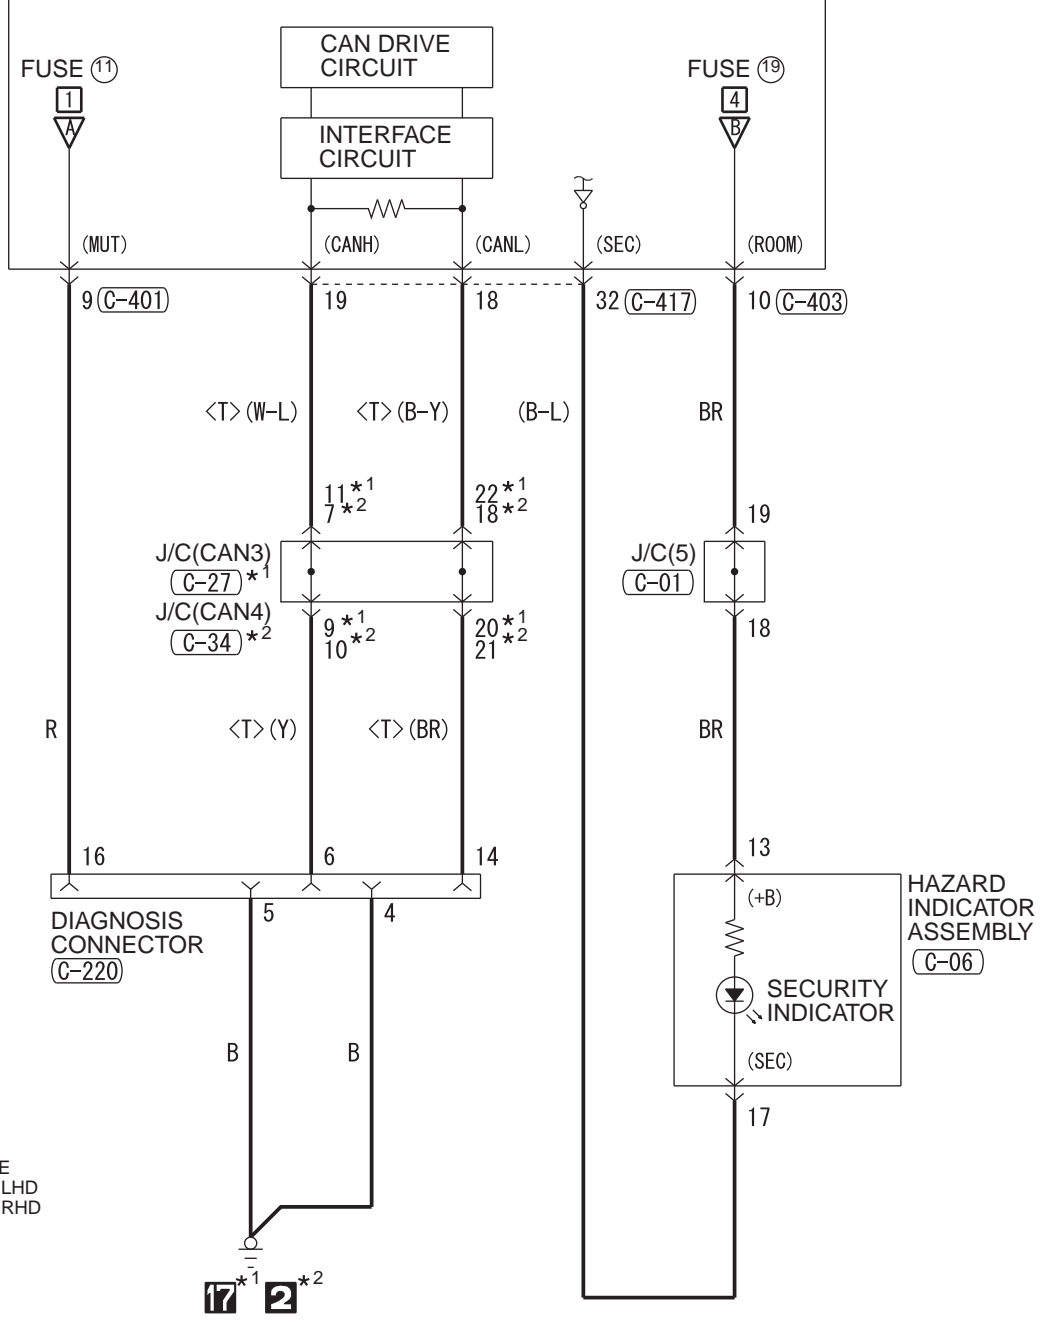 CAN DRIVE
CIRCUIT
FUSE 11
FUSE 19
1
4
A
B
INTERFACE
CIRCUIT
(MUT)
(CANH)
(CANL)
(SEC)
(ROOM)
9 C-401
19
18
32 C-417
10 C-403
<T>(W-L)
<T>(B-Y)
(B-L)
BR
11*1
7*2
22*1
18*2
19
J/C(CAN3)
C-27 *1
J/C(CAN4)
C-34 *2
J/C(5)
C-01
9*1
10*2
20*1
21*2
18
R
<T>(Y)
<T>(BR)
BR
16
6
14
13
DIAGNOSIS
CONNECTOR
C-220
5
4
(+B)
HAZARD
INDICATOR
ASSEMBLY
C-06
SECURITY
INDICATOR
B
B
(SEC)
17
E
LHD
RHD
17*1
2*2